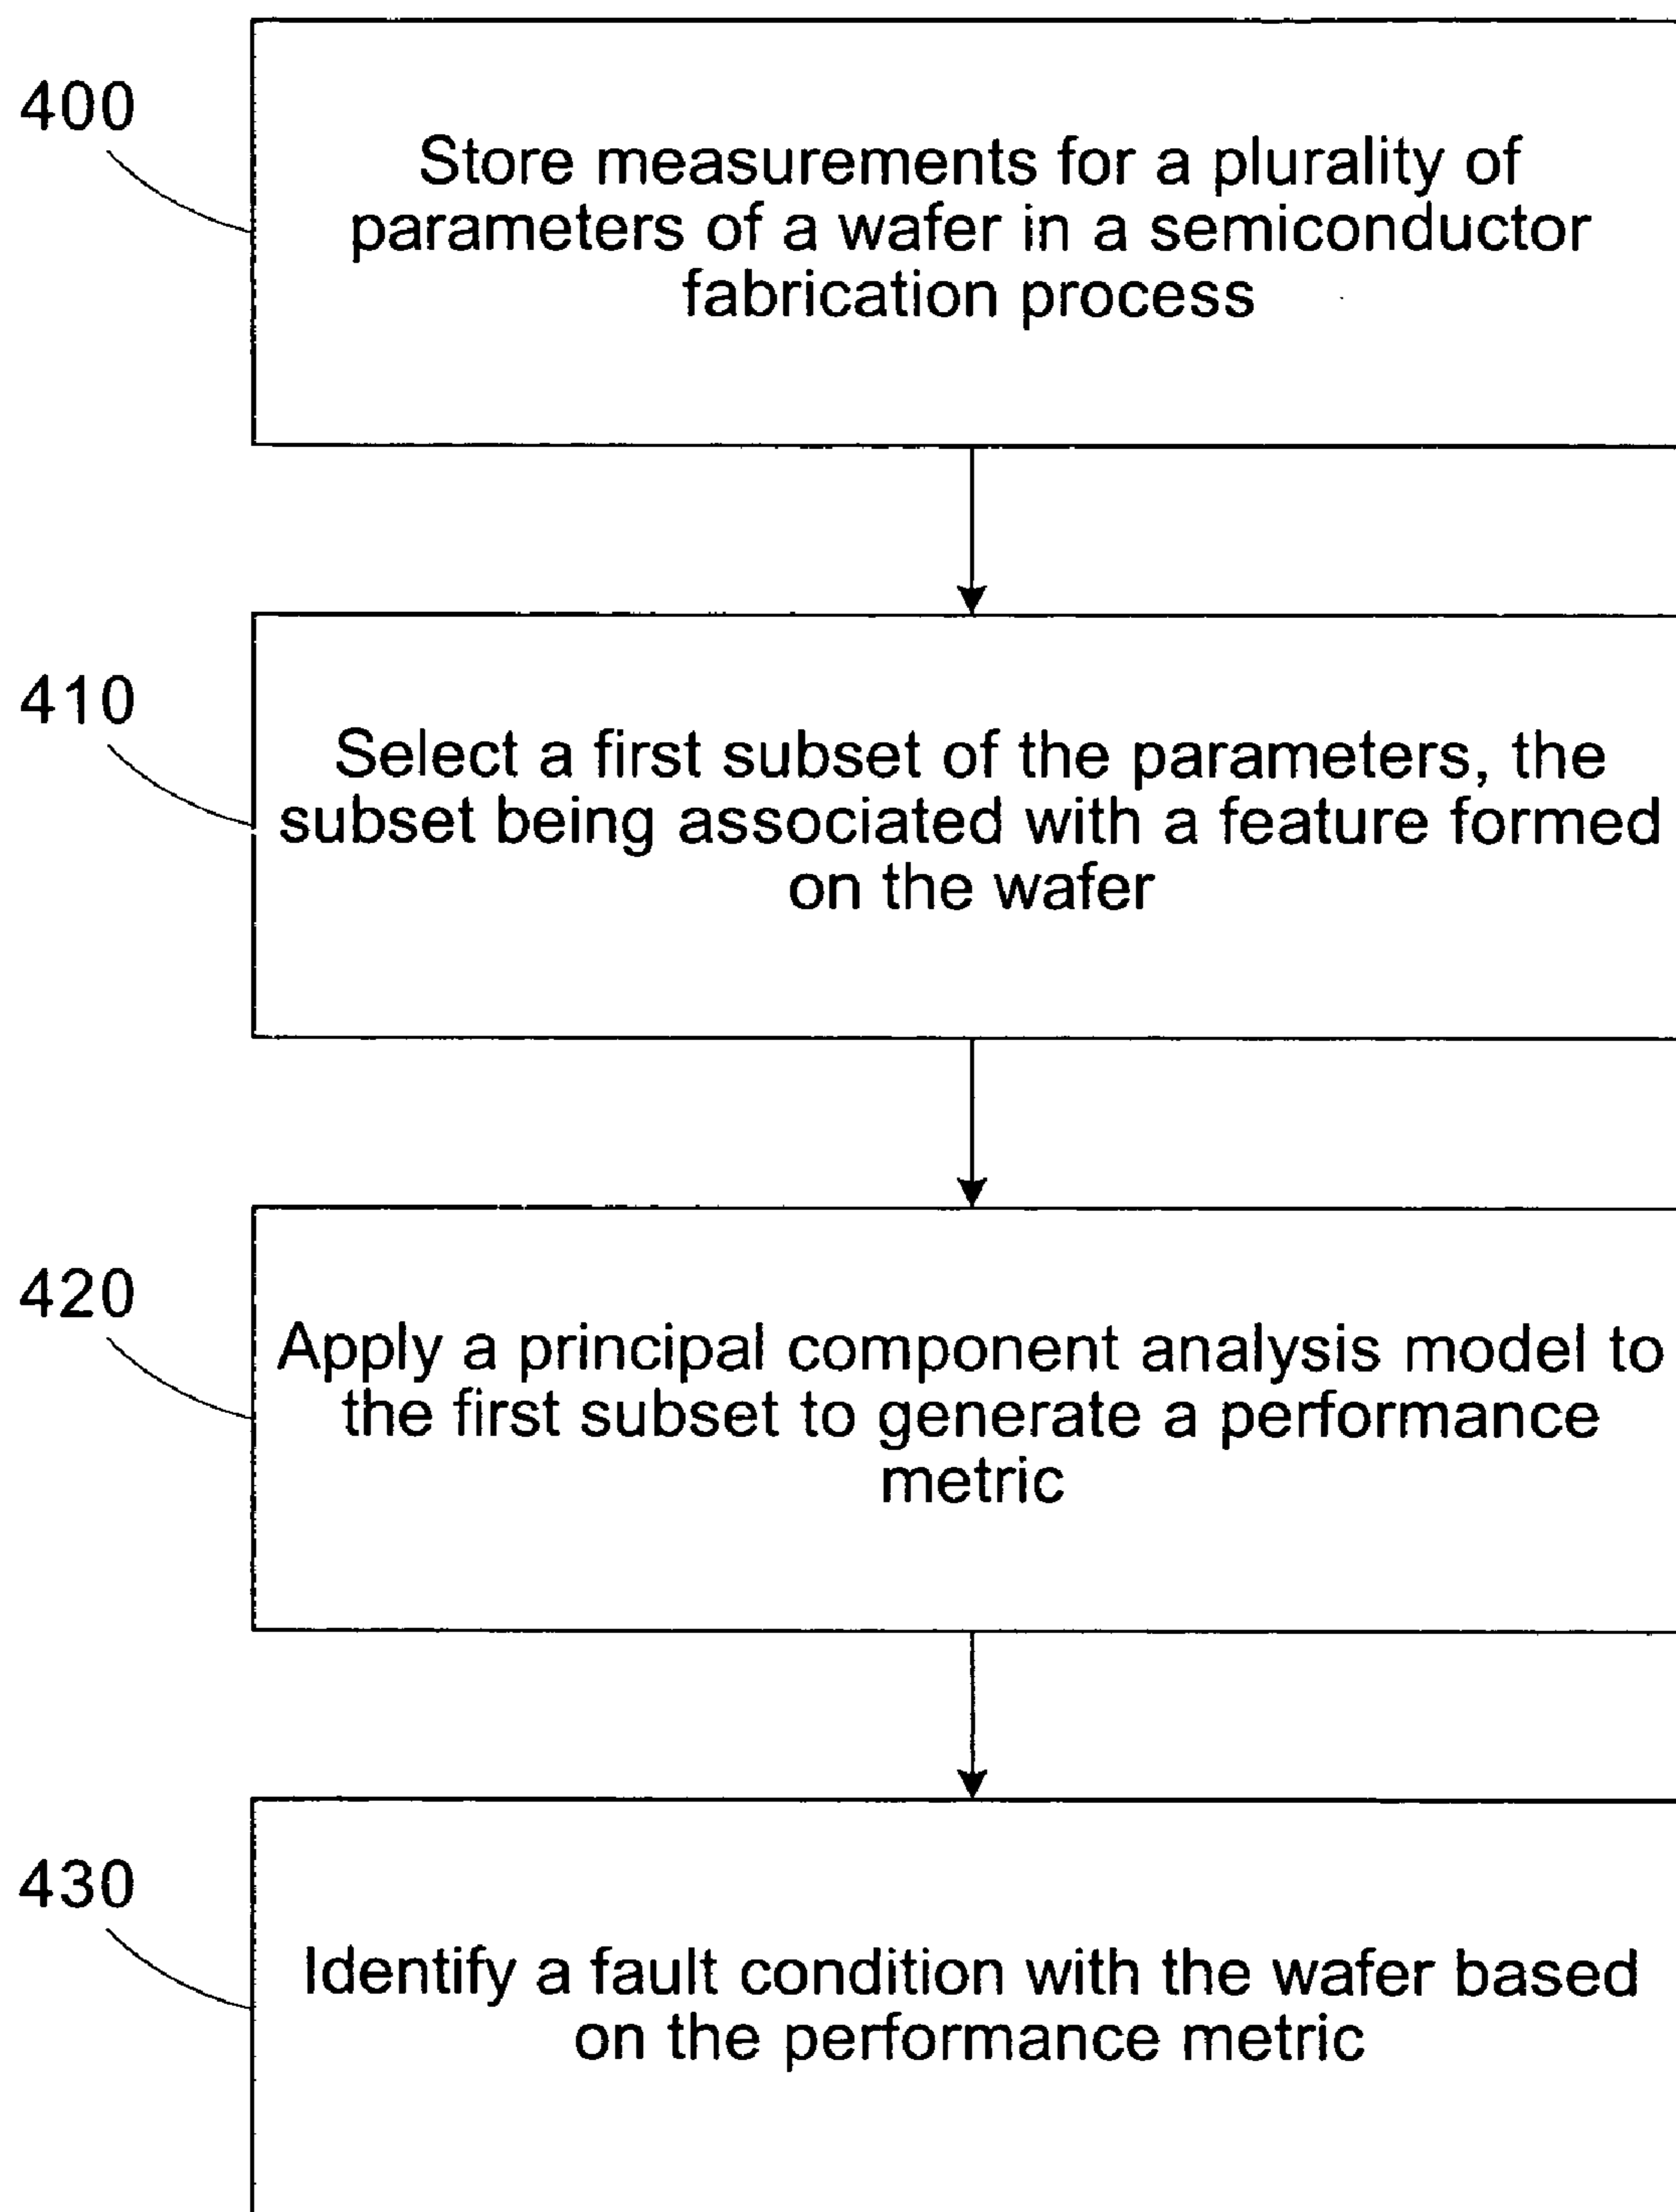 400
Store measurements for a plurality of
parameters of a wafer in a semiconductor
fabrication process
410
Select a first subset of the parameters, the
subset being associated with a feature formed
on the wafer
420
Apply a principal component analysis model to
the first subset to generate a performance
metric
430
Identify a fault condition with the wafer based
on the performance metric